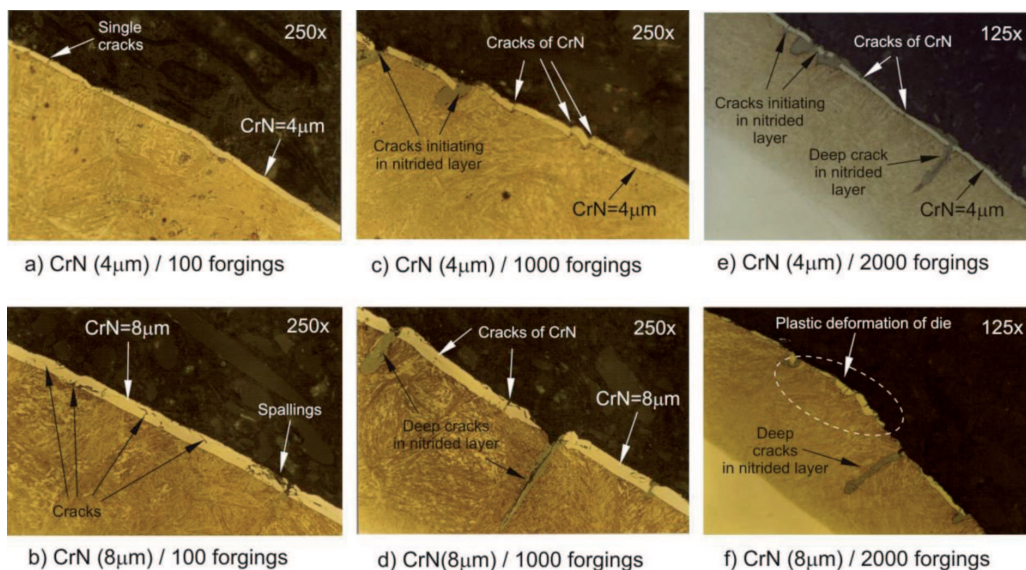 Single
cracks
250x
CrN=4μm
a) CrN (4μm) / 100 forgings
250x
Cracks of CrN
Cracks initiating
in nitrided layer
CrN=4μm
c) CrN (4μm) / 1000 forgings
125x
Cracks of CrN
Cracks initiating
in nitrided layer
Deep crack
in nitrided
layer
CrN=4μm
e) CrN (4μm) / 2000 forgings
CrN=8μm
250x
Spallings
Cracks
b) CrN (8μm) / 100 forgings
250x
Cracks of CrN
CrN=8μm
Deep cracks
in nitrided layer
d) CrN(8μm) / 1000 forgings
Plastic deformation of die
125x
Deep
cracks
in nitrided layer
f) CrN (8μm) / 2000 forgings